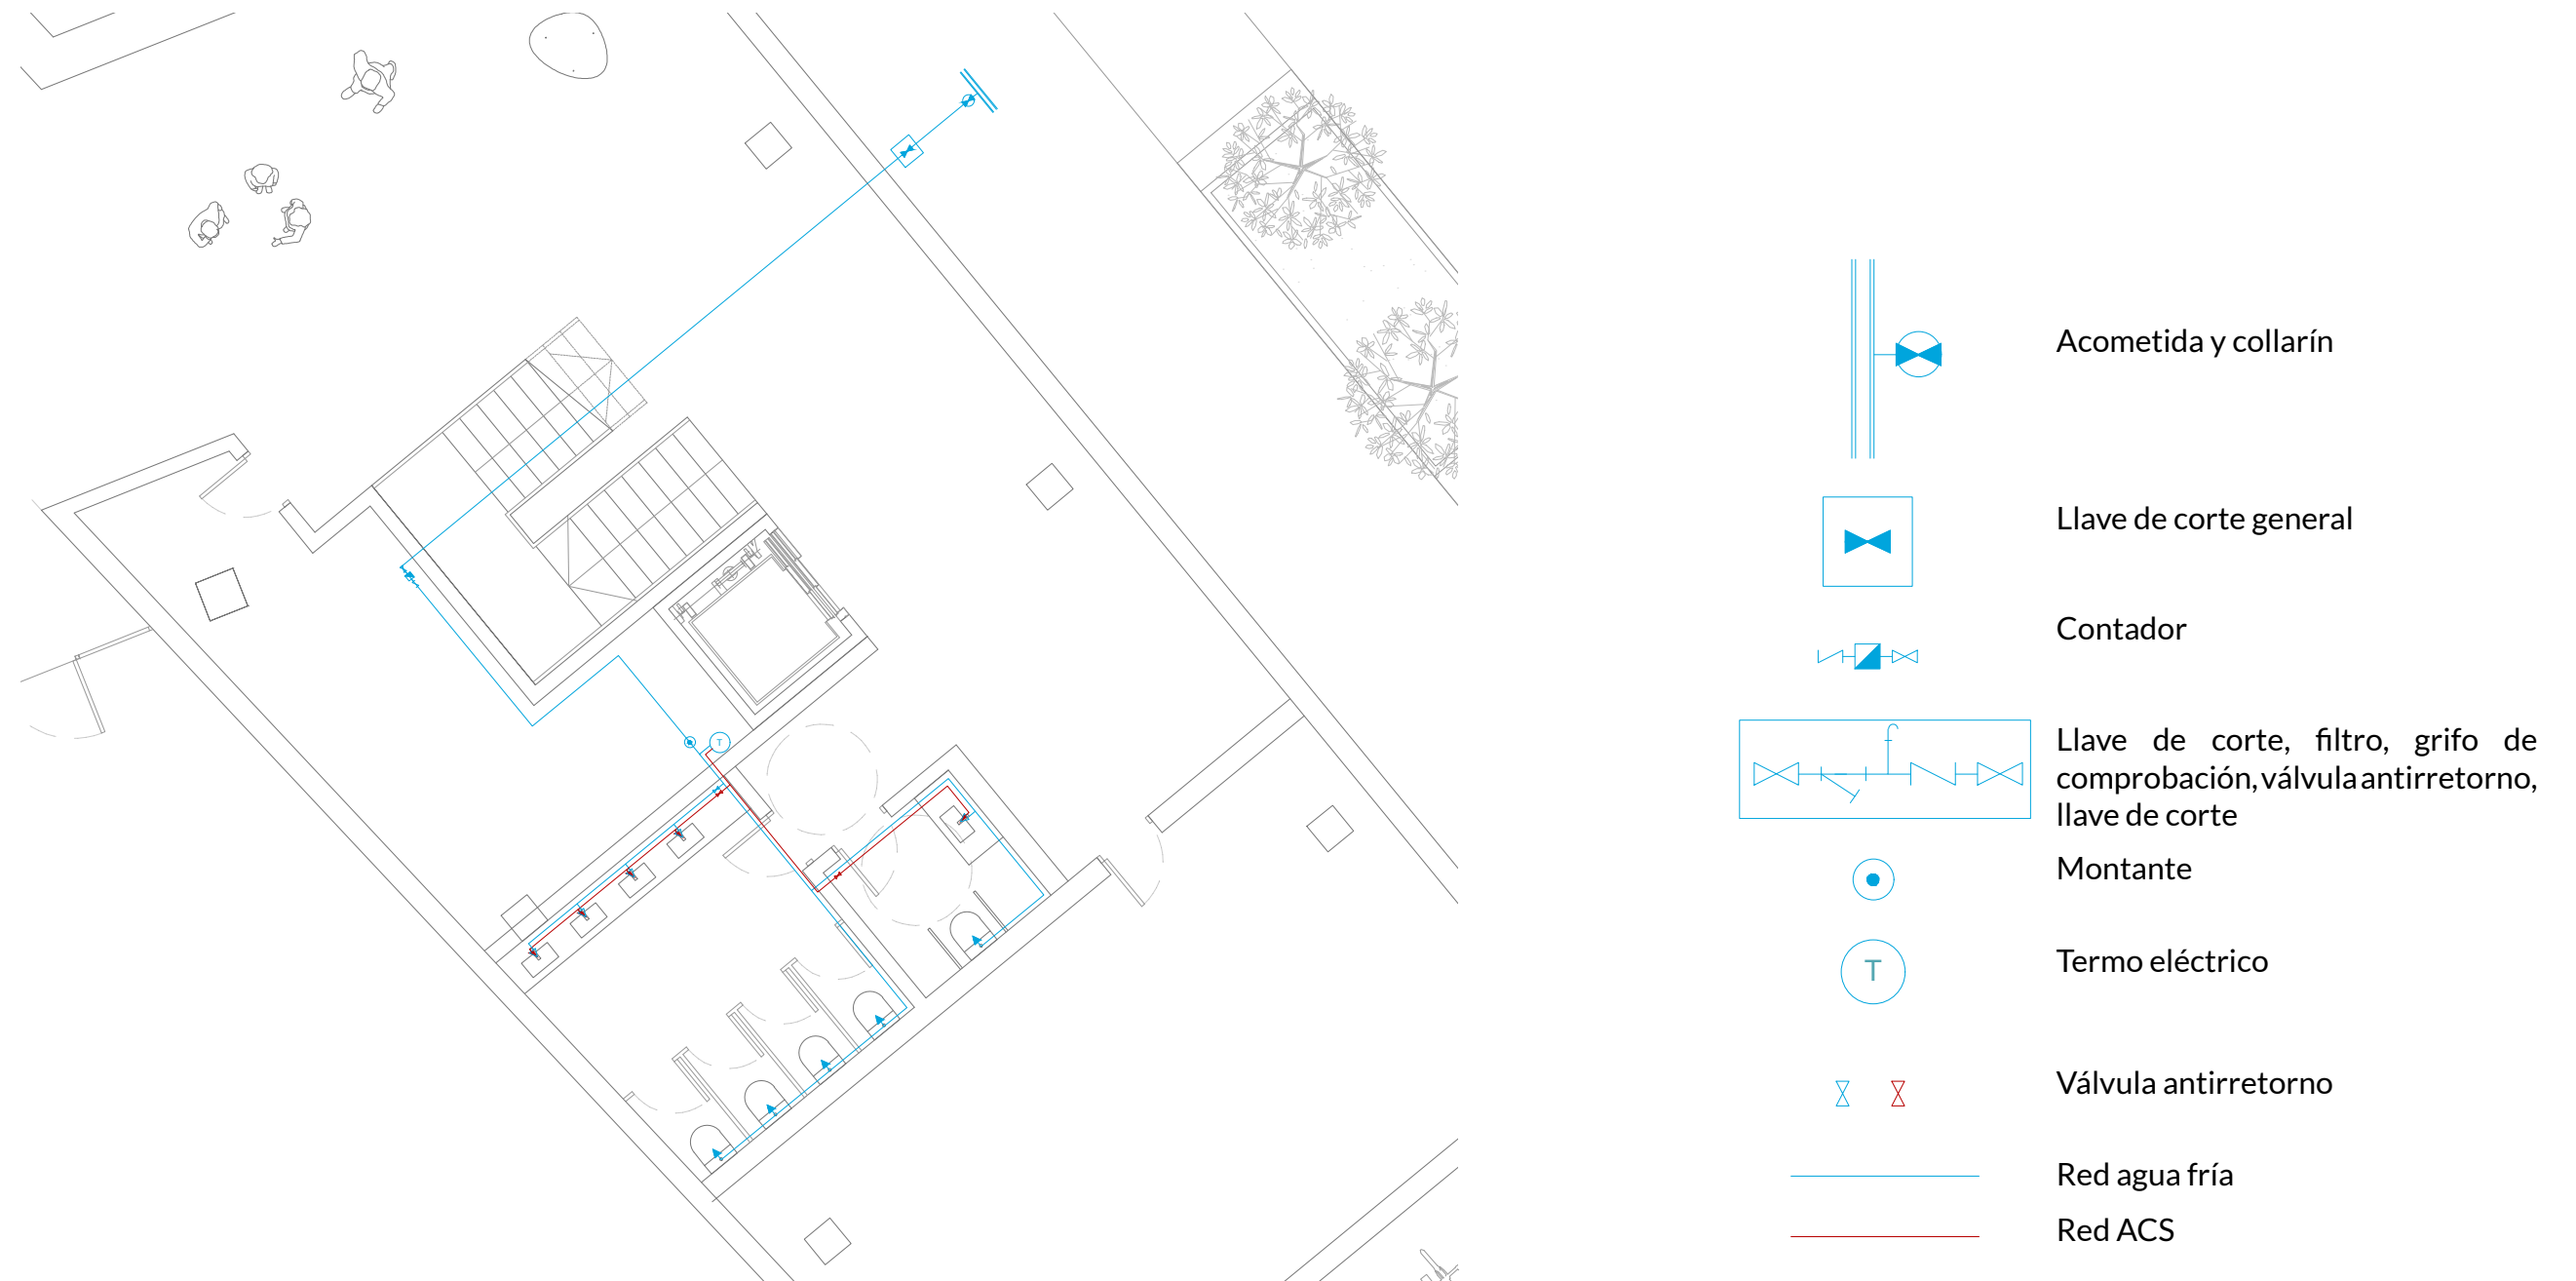 T
Acometida y collarín
Llave de corte general
Contador
Llave de corte, filtro, grifo de
comprobación, válvula antirretorno,
llave de corte
Montante
T
Termo eléctrico
Válvula antirretorno
Red agua fría
Red ACS